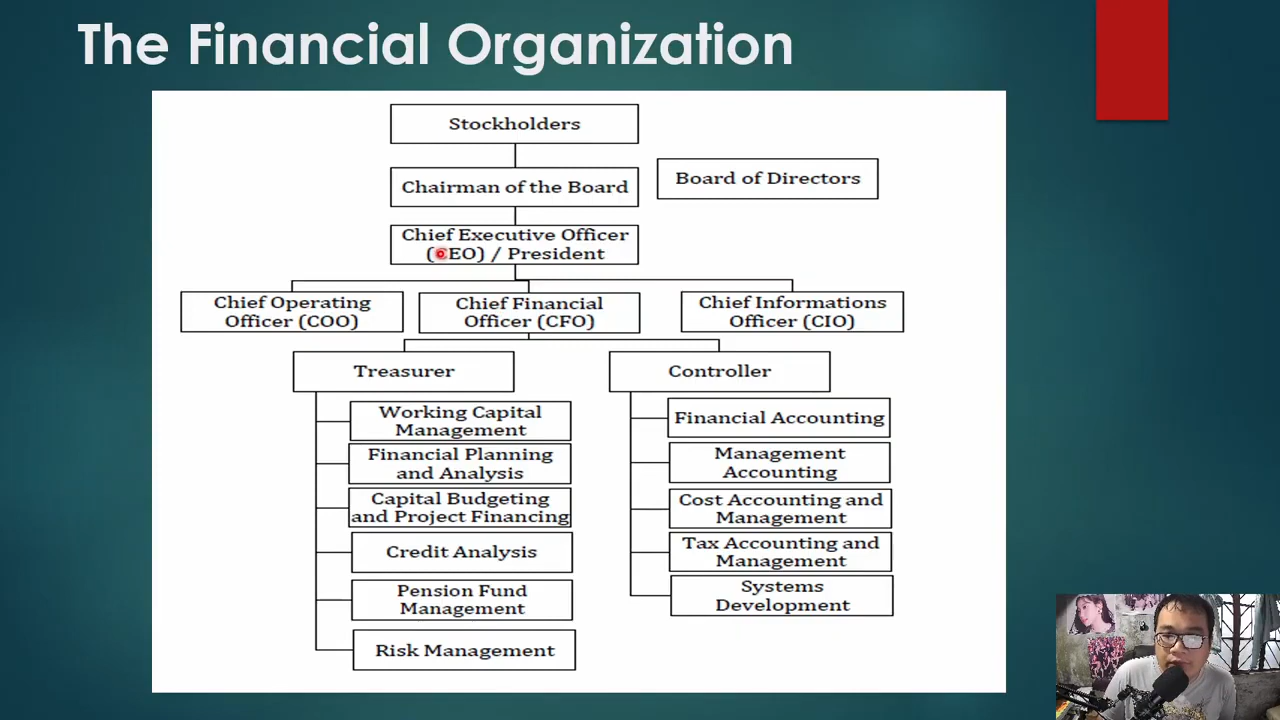 The Financial Organization
Stockholders
Chairman of the Board
Board of Directors
Chief Executive Officer
(CEO) / President
Chief Operating
Officer (COO)
Chief Financial
Officer (CFO)
Chief Informations
Officer (CIO)
Treasurer
Working Capital
Management
Financial Planning
and Analysis
Capital Budgeting
and Project Financing
Credit Analysis
Pension Fund
Management
Risk Management
Controller
Financial Accounting
Management
Accounting
Cost Accounting and
Management
Tax Accounting and
Management
Systems
Development